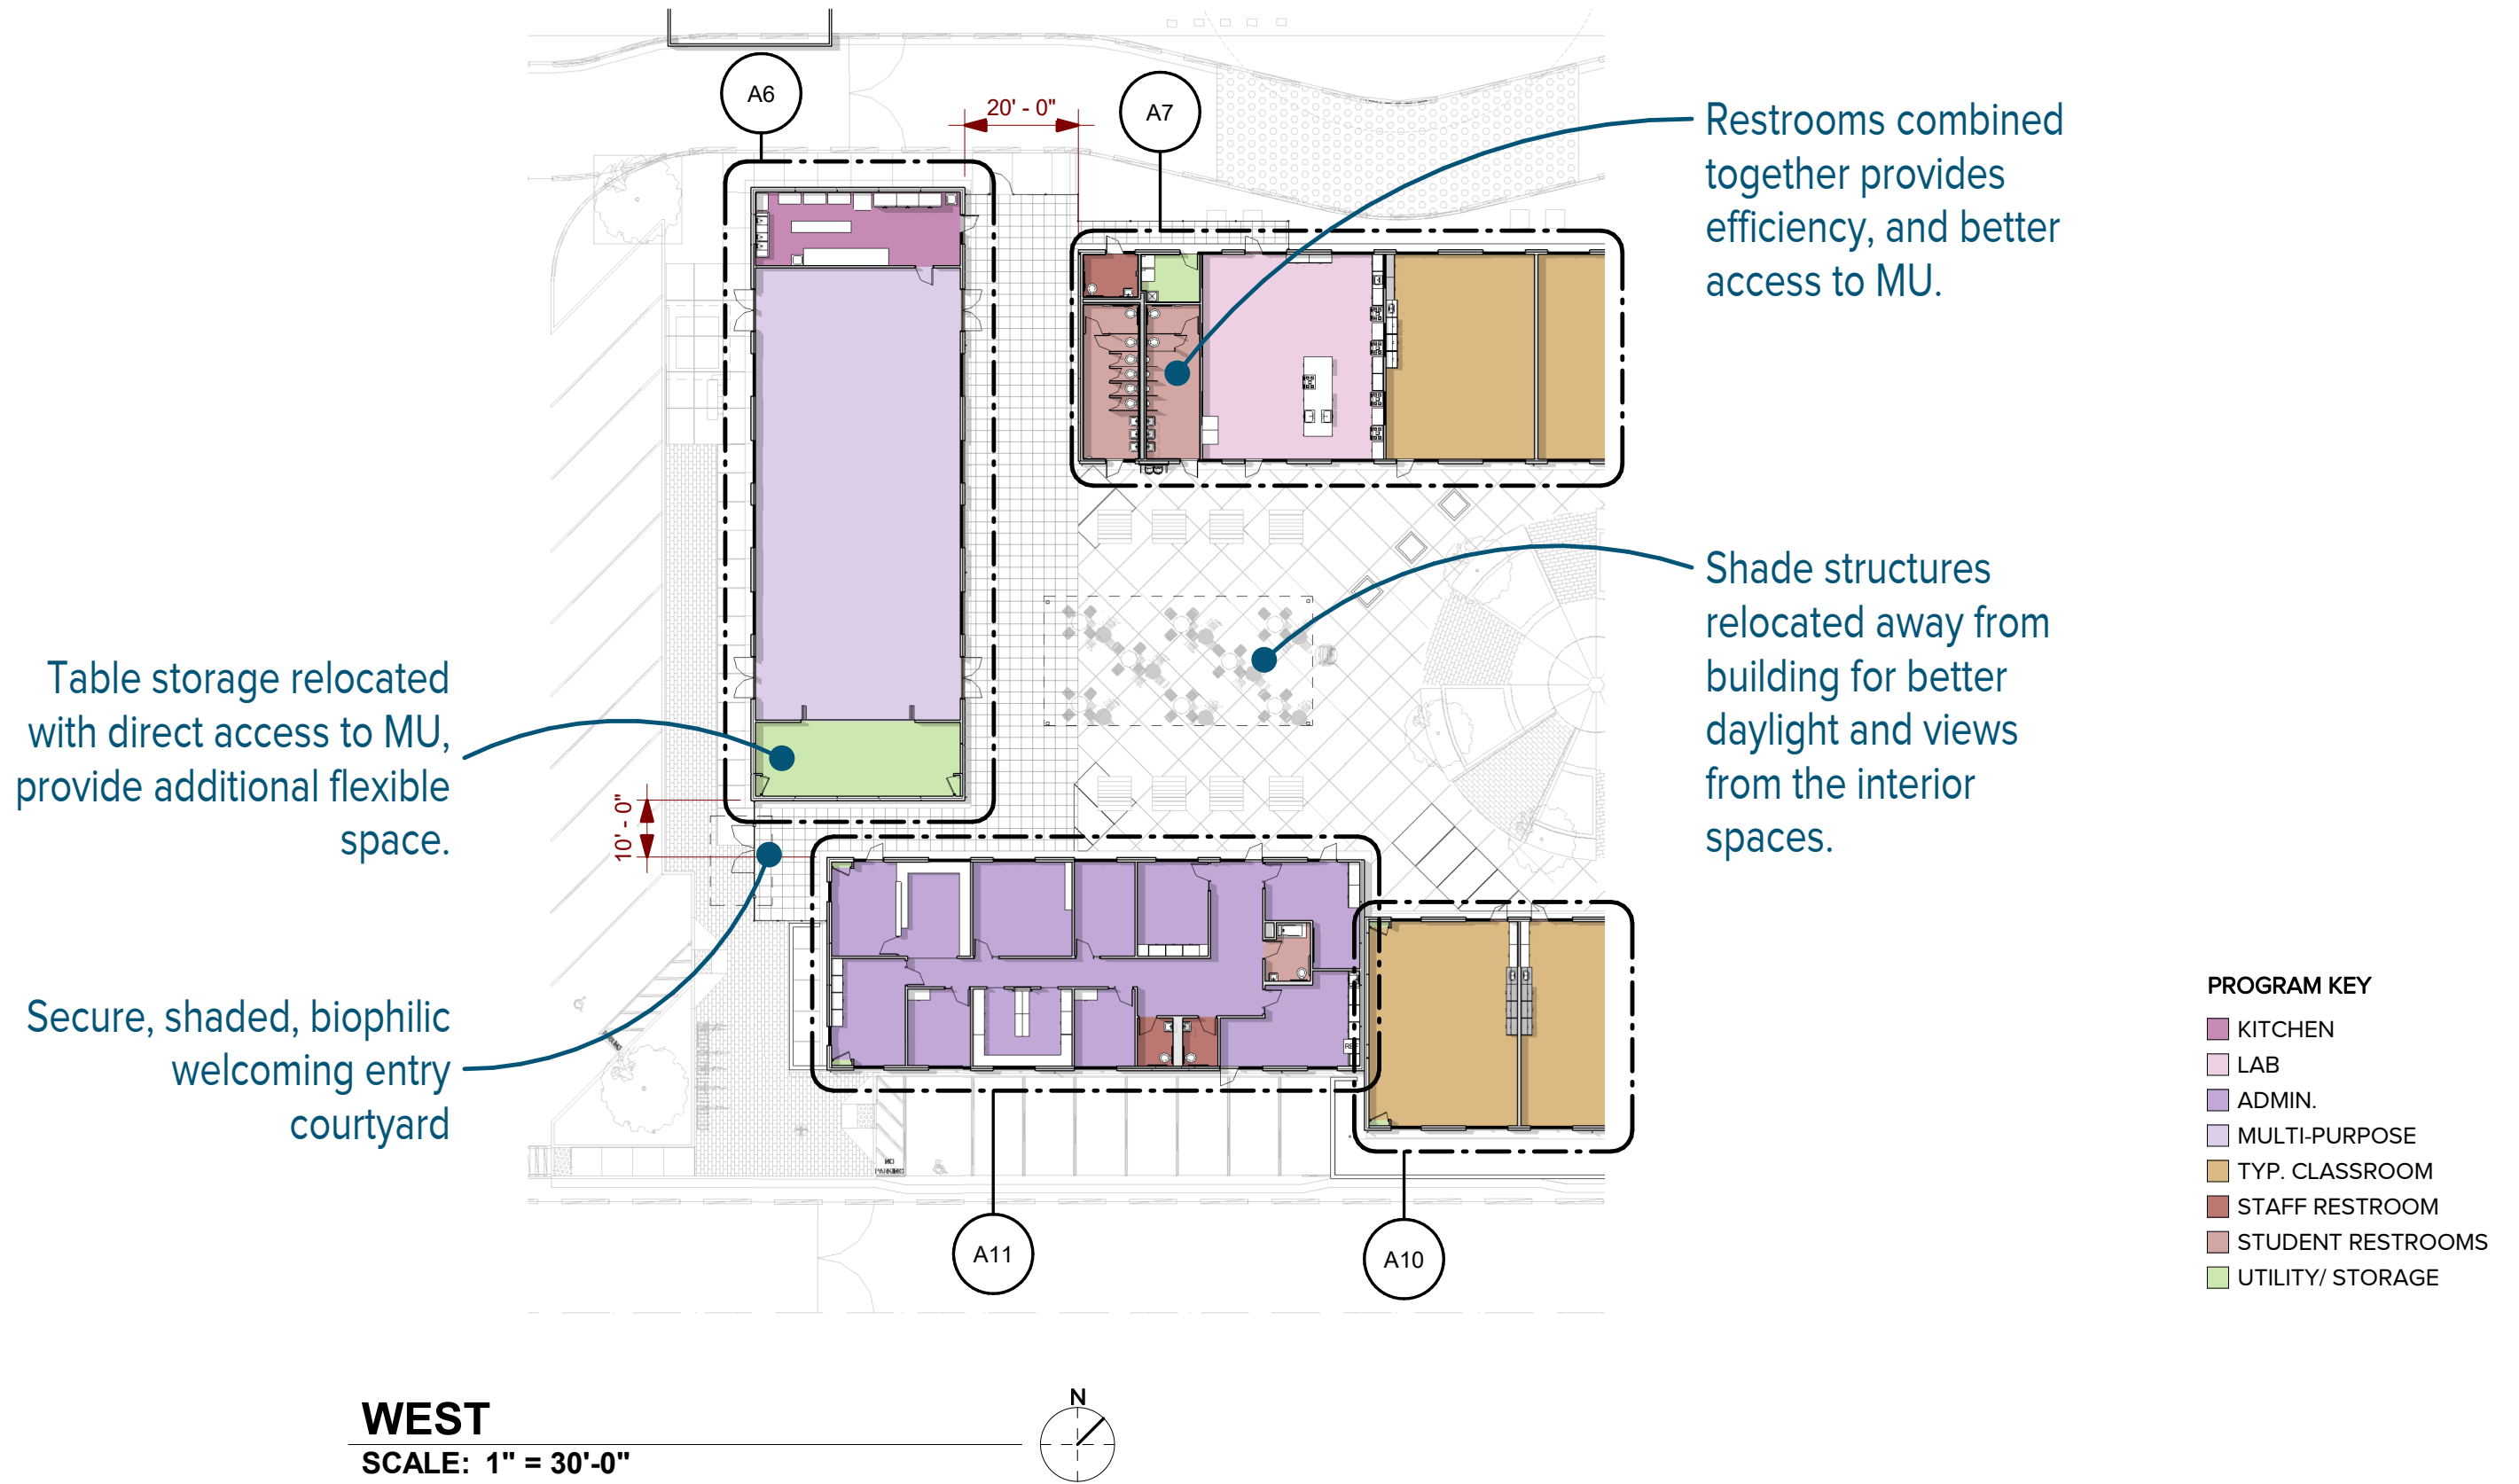 A6
20' - 0"
A7
Restrooms combined
together provides
efficiency, and better
access to MU.
Shade structures
relocated away from
building for better
daylight and views
from the interior
spaces.
Table storage relocated
with direct access to MU,
provide additional flexible
space.
10' - 0"
Secure, shaded, biophilic
welcoming entry
courtyard
NO
PARKING
A11
A10
PROGRAM KEY
KITCHEN
LAB
ADMIN.
MULTI-PURPOSE
TYP. CLASSROOM
STAFF RESTROOM
STUDENT RESTROOMS
UTILITY/ STORAGE
N
WEST
SCALE: 1" = 30'-0"